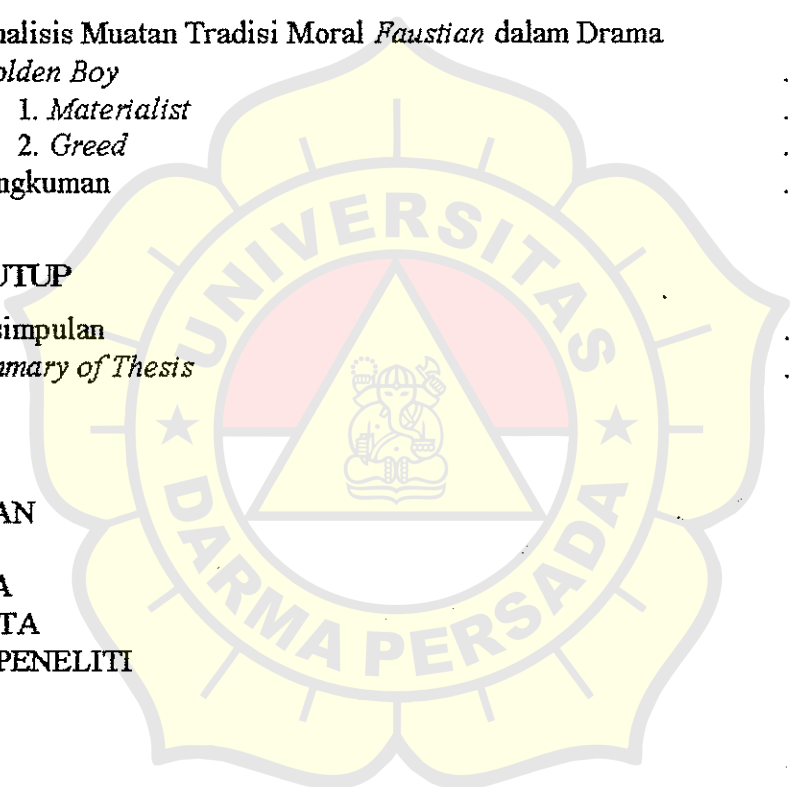 nalisis Muatan Tradisi Moral Faustian dalam Drama
olden Boy .
1. Materialist .
2. Greed .
ngkuman .
UTUP
simpulan .
mmary of Thesis .
AN
A
TA
PENELITI
UNIVERSITAS
DARMA PERSADA